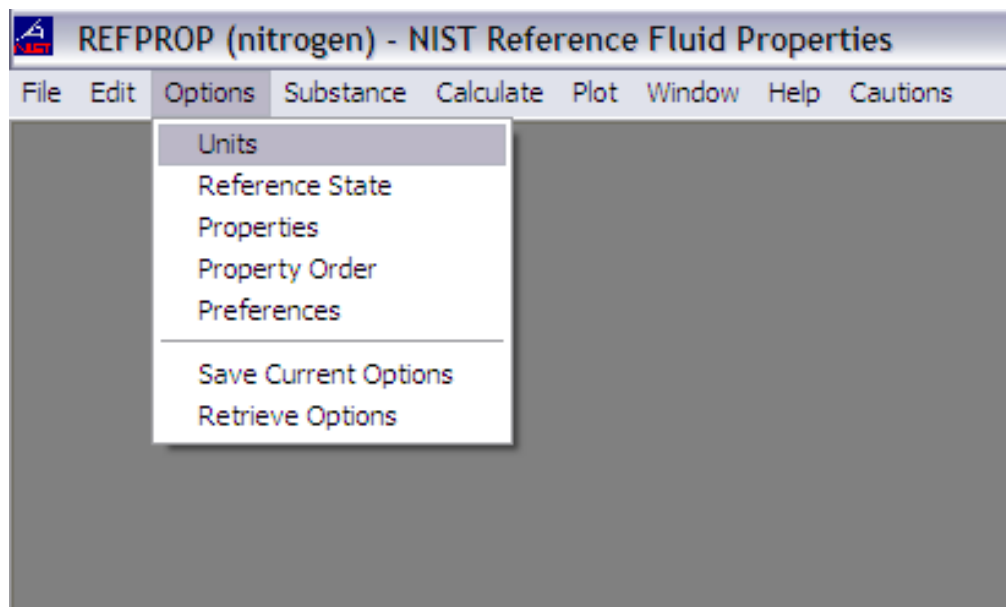 NIST
REFPROP (nitrogen) - NIST Reference Fluid Properties
File Edit Options Substance Calculate Plot Window Help Cautions
Units
Reference State
Properties
Property Order
Preferences
Save Current Options
Retrieve Options